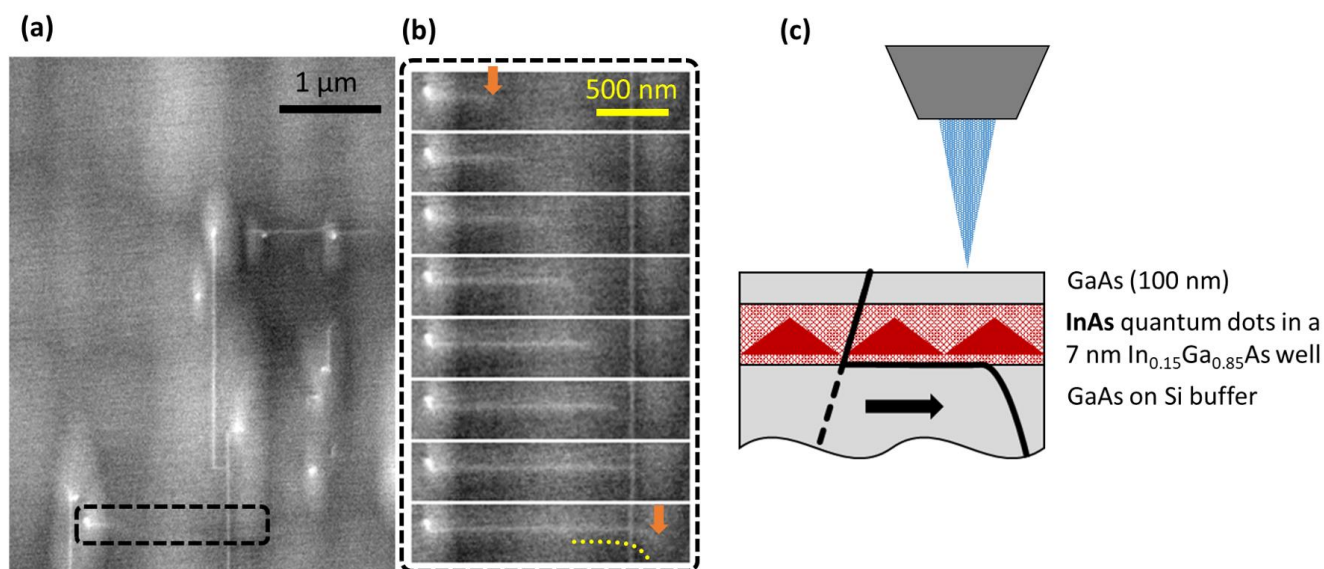 (a)
1 μm
(b)
500 nm
(c)
GaAs (100 nm)
InAs quantum dots in a
7 nm In0.15Ga0.85As well
GaAs on Si buffer